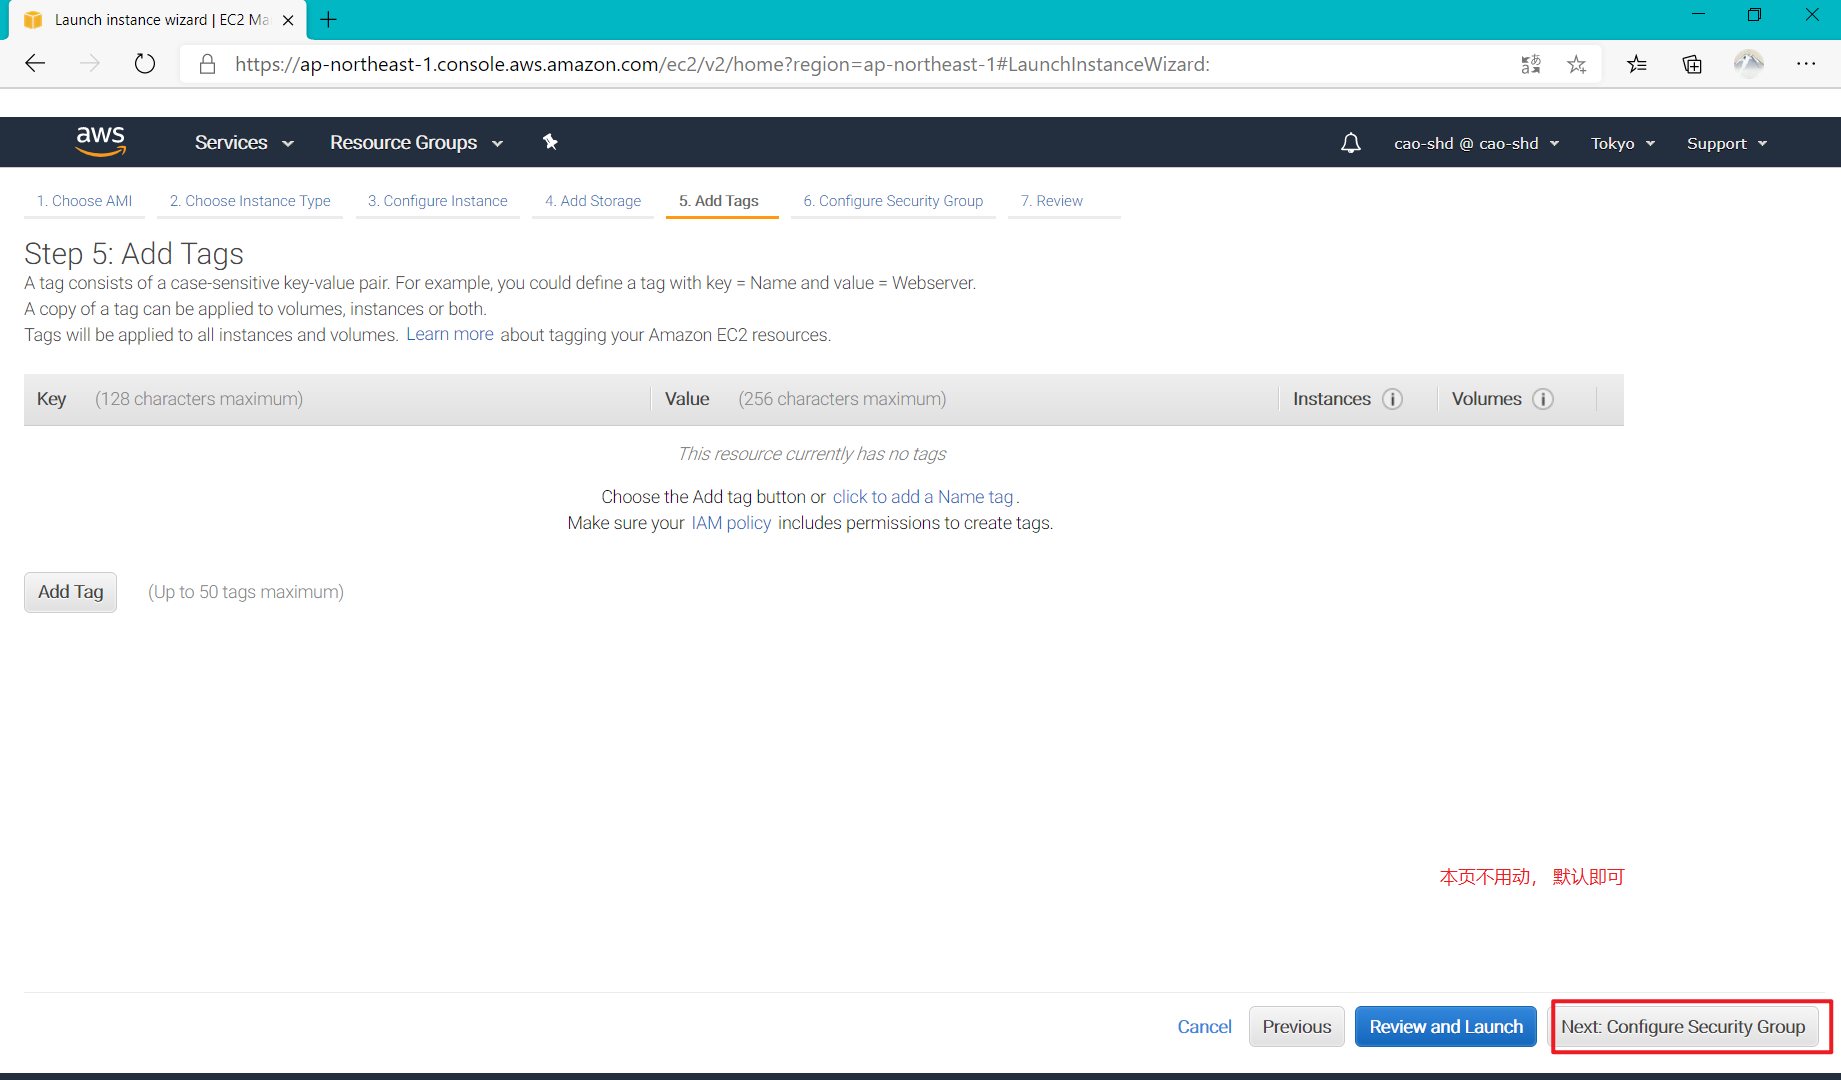 Launch instance wizard | EC2 Ma
https://ap-northeast-1.console.aws.amazon.com/ec2/v2/home?region=ap-northeast-1#LaunchInstanceWizard:
aws Services Resource Groups cao-shd @ cao-shd Tokyo Support
1. Choose AMI 2. Choose Instance Type 3. Configure Instance 4. Add Storage 5. Add Tags 6. Configure Security Group 7. Review
Step 5: Add Tags
A tag consists of a case-sensitive key-value pair. For example, you could define a tag with key = Name and value = Webserver.
A copy of a tag can be applied to volumes, instances or both.
Tags will be applied to all instances and volumes. Learn more about tagging your Amazon EC2 resources.
Key (128 characters maximum) Value (256 characters maximum) Instances Volumes
This resource currently has no tags
Choose the Add tag button or click to add a Name tag.
Make sure your IAM policy includes permissions to create tags.
Add Tag (Up to 50 tags maximum)
本页不用动，默认即可
Cancel Previous Review and Launch Next: Configure Security Group